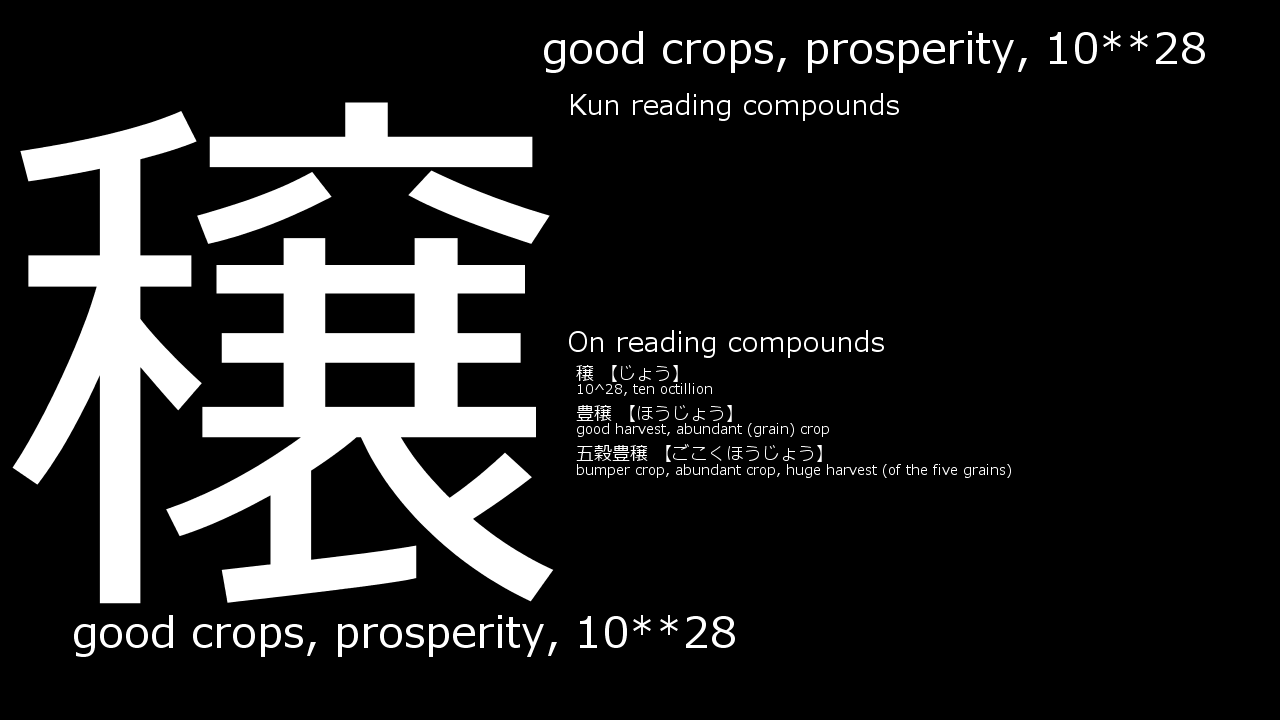 good crops, prosperity, 10**28
Kun reading compounds
穣
On reading compounds
穣 【じょう】
10^28, ten octillion
豊穣 【ほうじょう】
good harvest, abundant (grain) crop
五穀豊穣 【ごこくほうじょう】
bumper crop, abundant crop, huge harvest (of the five grains)
good crops, prosperity, 10**28